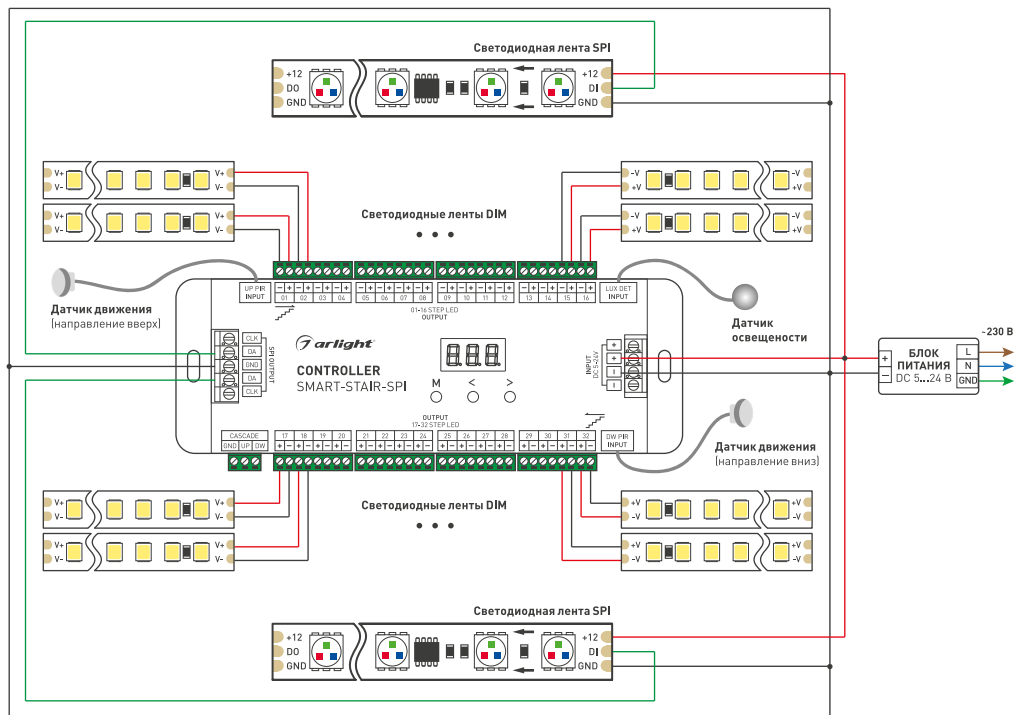 Светодиодная лента SPI
+12
DO
GND
+12
DI
GND
V+
V-
V+
V-
-V
+V
-V
+V
V+
V-
V+
V-
-V
+V
-V
+V
Светодиодные ленты DIM
Датчик движения
(направление вверх)
UP PIR
INPUT
- + - + - + - +
01 02 03 04
- + - + - + - +
05 06 07 08
- + - + - + - +
09 10 11 12
- + - + - + - +
13 14 15 16
LUX DET
INPUT
01-16 STEP LED
OUTPUT
Датчик
освещености
SPI OUTPUT
CLK
DA
GND
DA
CLK
arlight
CONTROLLER
SMART-STAIR-SPI
888
M < >
INPUT
DC 5-24V
+
+
-
-
~230 В
+
-
БЛОК
ПИТАНИЯ
DC 5...24 В
L
N
GND
OUTPUT
17-32 STEP LED
CASCADE
GND UP DW
17 18 19 20
+ - + - + - + -
21 22 23 24
+ - + - + - + -
25 26 27 28
+ - + - + - + -
29 30 31 32
+ - + - + - + -
DW PIR
INPUT
Датчик движения
(направление вниз)
Светодиодные ленты DIM
V+
V-
V+
V-
+V
-V
+V
-V
V+
V-
V+
V-
+V
-V
+V
-V
Светодиодная лента SPI
+12
DO
GND
+12
DI
GND